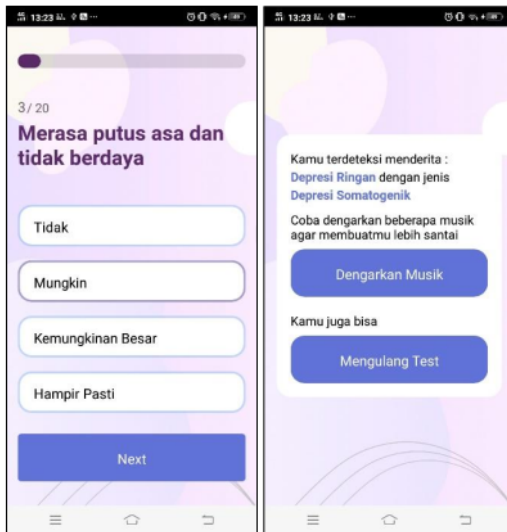 13:23
3/ 20
Merasa putus asa dan
tidak berdaya
Tidak
Mungkin
Kemungkinan Besar
Hampir Pasti
Next
13:23
Kamu terdeteksi menderita :
Depresi Ringan dengan jenis
Depresi Somatogenik
Coba dengarkan beberapa musik
agar membuatmu lebih santai
Dengarkan Musik
Kamu juga bisa
Mengulang Test